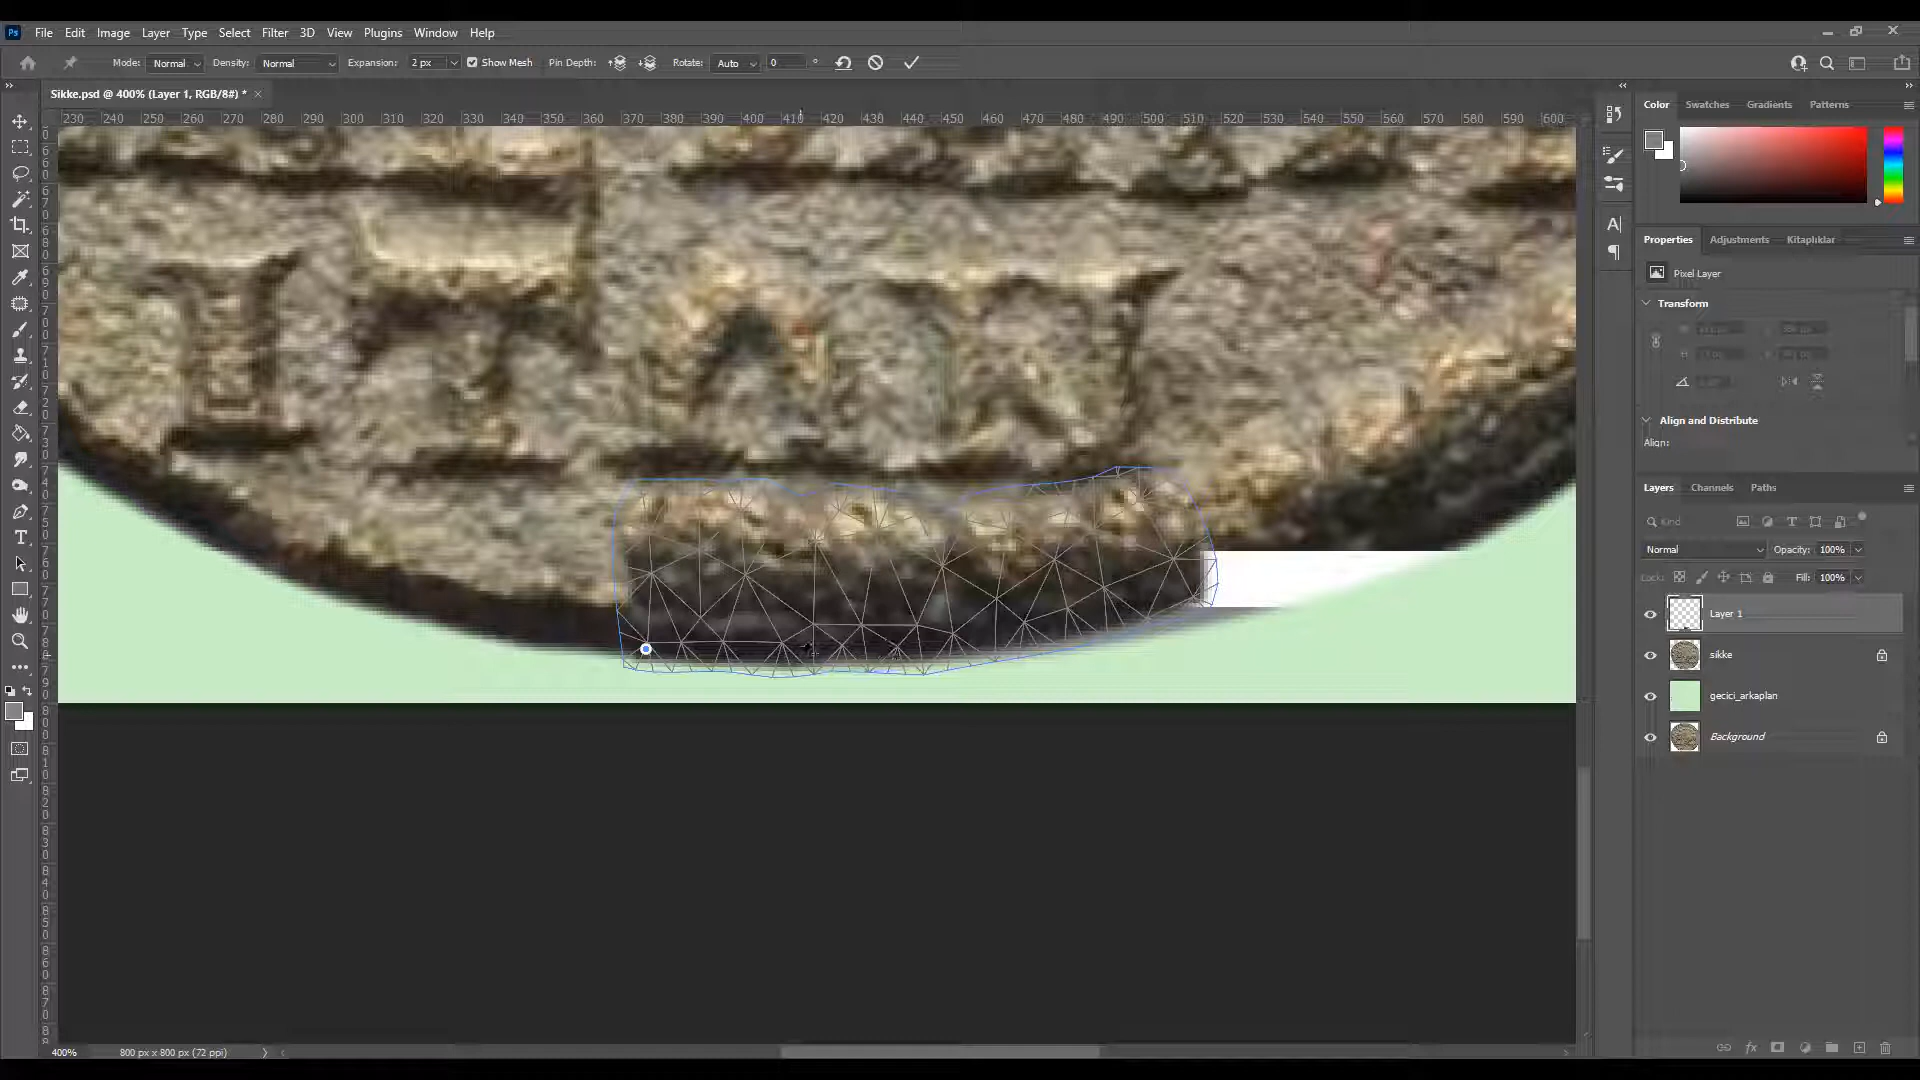 Ps File Edit Image Layer Type Select Filter 3D View Plugins Window Help
Mode: Normal Density: Normal Expansion: 2 px Show Mesh Pin Depth: Rotate: Auto 0 °
Sikke.psd @ 400% (Layer 1, RGB/8#) * ×
230 240 250 260 270 280 290 300 310 320 330 340 350 360 370 380 390 400 410 420 430 440 450 460 470 480 490 500 510 520 530 540 550 560 570 580 590 600
Color Swatches Gradients Patterns
Properties Adjustments Kitaplıklar
Pixel Layer
Transform
Align and Distribute
Align:
Layers Channels Paths
Kind
Normal Opacity: 100%
Lock: Fill: 100%
Layer 1
sikke
gecici_arkaplan
Background
400% 800 px x 800 px (72 ppi)